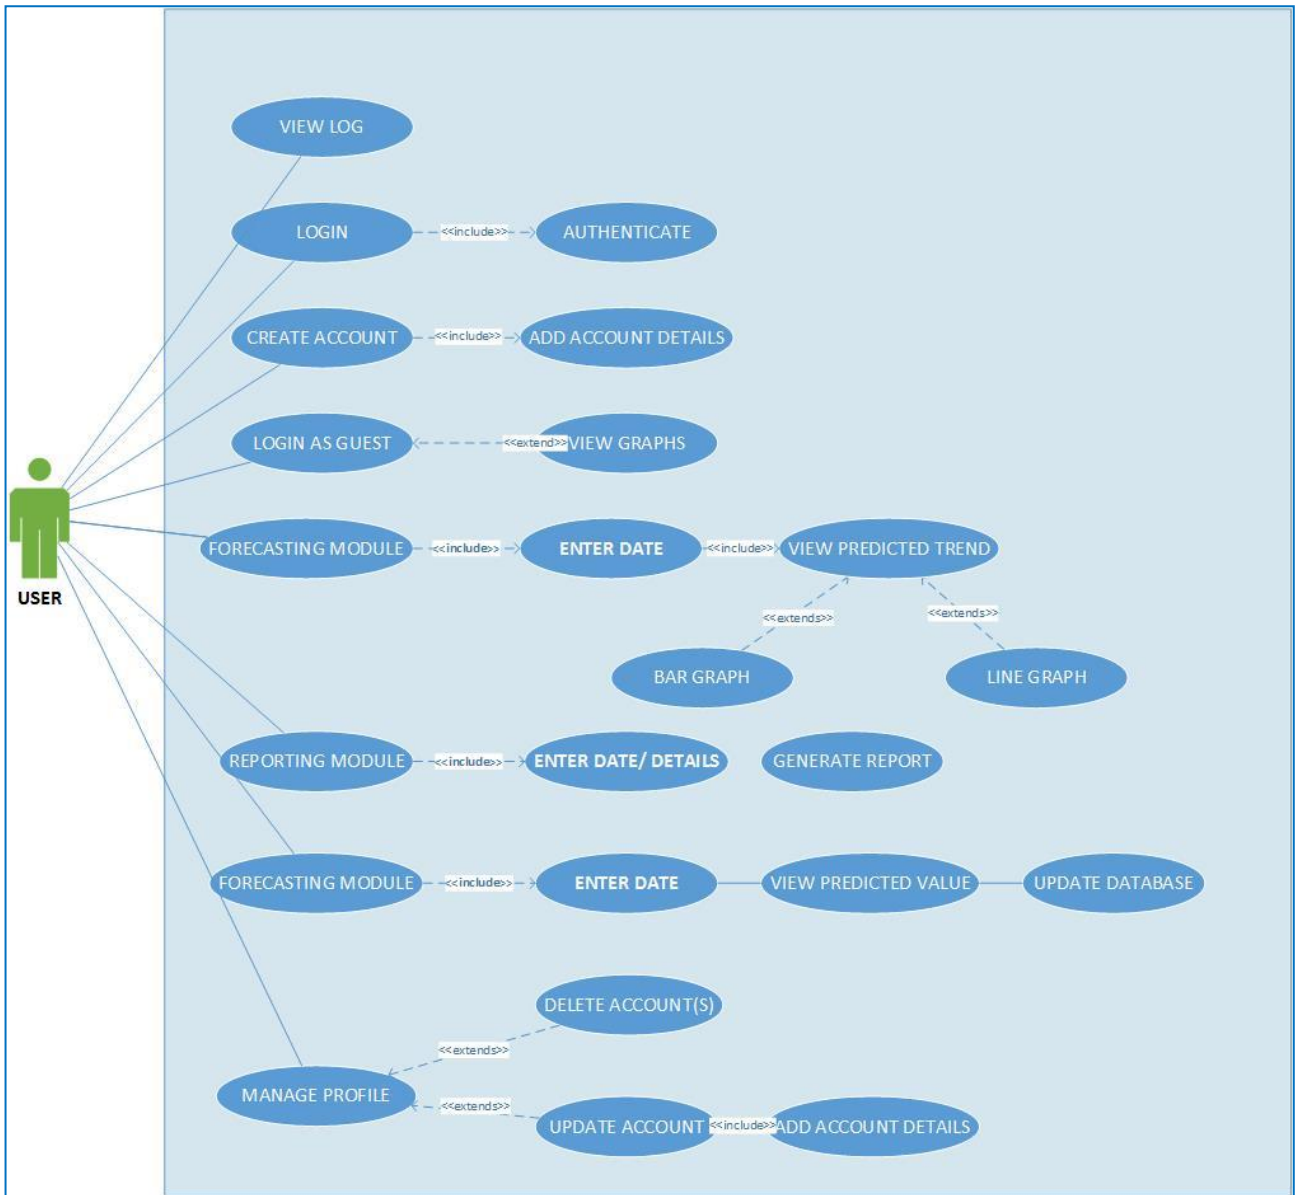 VIEW LOG
LOGIN
<<include>>
AUTHENTICATE
CREATE ACCOUNT
<<include>>
ADD ACCOUNT DETAILS
LOGIN AS GUEST
<<extend>>
VIEW GRAPHS
FORECASTING MODULE
<<include>>
ENTER DATE
<<include>>
VIEW PREDICTED TREND
USER
<<extends>>
<<extends>>
BAR GRAPH
LINE GRAPH
REPORTING MODULE
<<include>>
ENTER DATE/ DETAILS
GENERATE REPORT
FORECASTING MODULE
<<include>>
ENTER DATE
VIEW PREDICTED VALUE
UPDATE DATABASE
DELETE ACCOUNT(S)
<<extends>>
MANAGE PROFILE
<<extends>>
UPDATE ACCOUNT
<<include>>
ADD ACCOUNT DETAILS